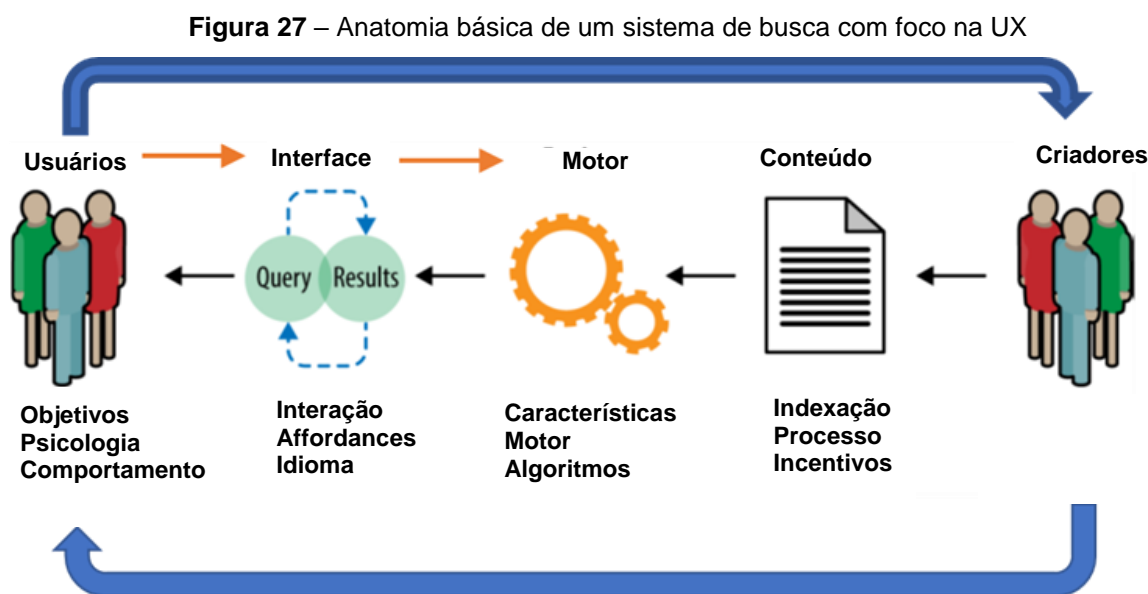 Figura 27 – Anatomia básica de um sistema de busca com foco na UX
Usuários
Interface
Motor
Conteúdo
Criadores
Query
Results
Objetivos
Psicologia
Comportamento
Interação
Affordances
Idioma
Características
Motor
Algoritmos
Indexação
Processo
Incentivos